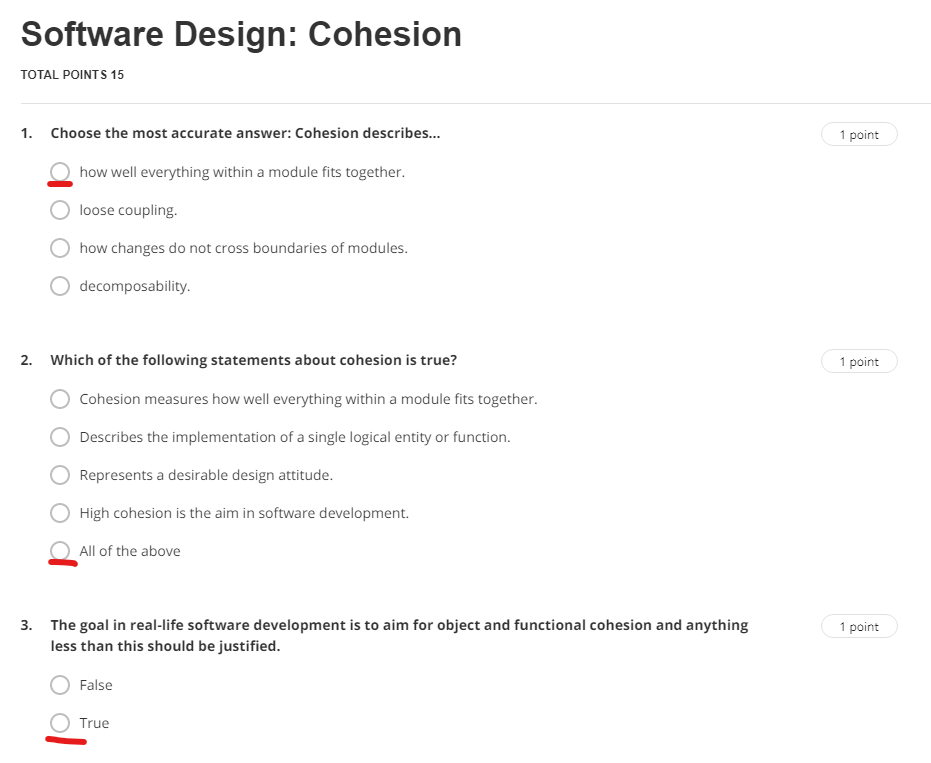 Software Design: Cohesion
TOTAL POINTS 15
1. Choose the most accurate answer: Cohesion describes... 1 point
how well everything within a module fits together.
loose coupling.
how changes do not cross boundaries of modules.
decomposability.
2. Which of the following statements about cohesion is true? 1 point
Cohesion measures how well everything within a module fits together.
Describes the implementation of a single logical entity or function.
Represents a desirable design attitude.
High cohesion is the aim in software development.
All of the above
3. The goal in real-life software development is to aim for object and functional cohesion and anything 1 point
less than this should be justified.
False
True